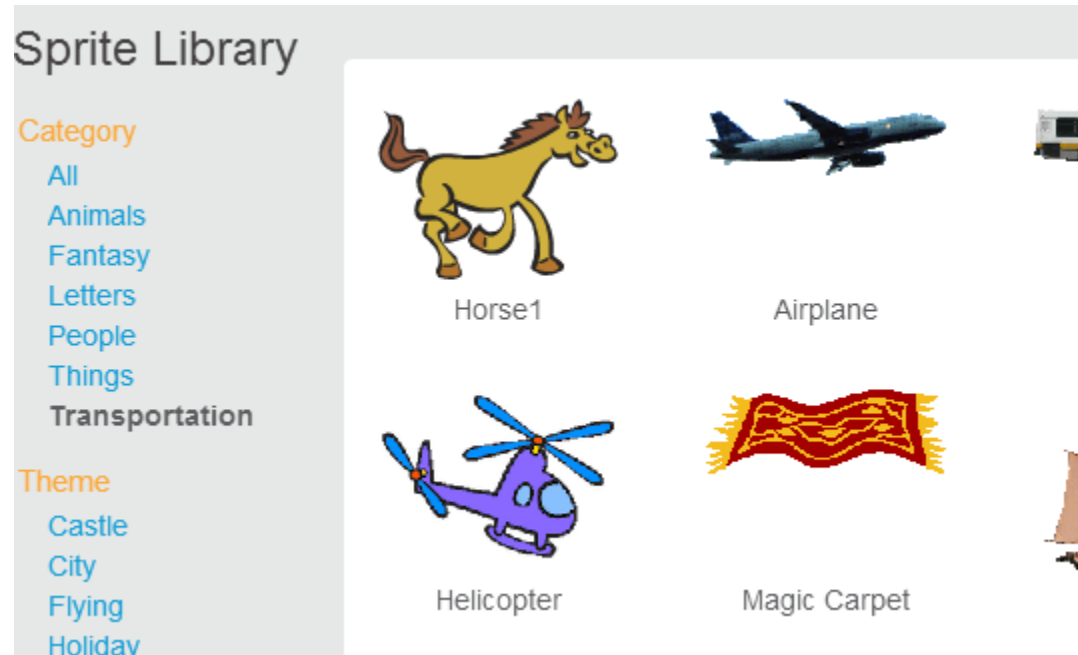 Sprite Library
Category
All
Animals
Fantasy
Letters
People
Things
Transportation
Theme
Castle
City
Flying
Holiday
Horse1
Airplane
Helicopter
Magic Carpet